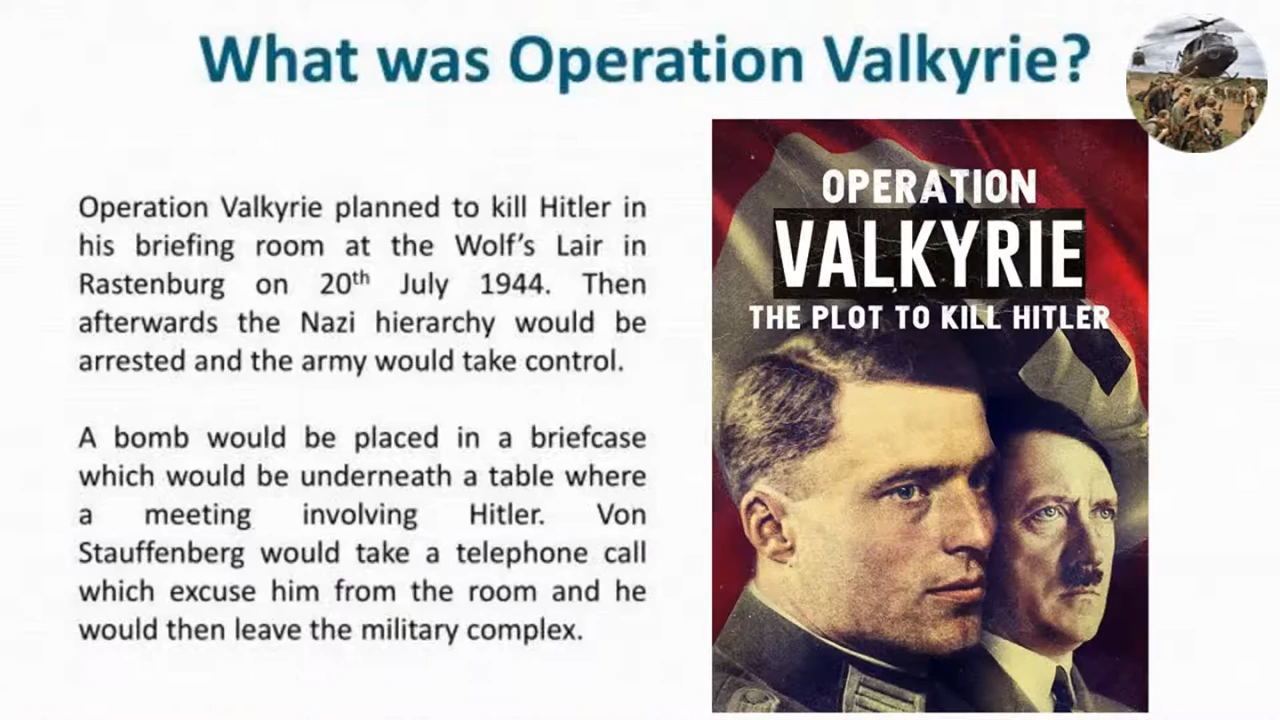 What was Operation Valkyrie?
Operation Valkyrie planned to kill Hitler in
his briefing room at the Wolf's Lair in
Rastenburg on 20th July 1944. Then
afterwards the Nazi hierarchy would be
arrested and the army would take control.
A bomb would be placed in a briefcase
which would be underneath a table where
a meeting involving Hitler. Von
Stauffenberg would take a telephone call
which excuse him from the room and he
would then leave the military complex.
OPERATION
VALKYRIE
THE PLOT TO KILL HITLER